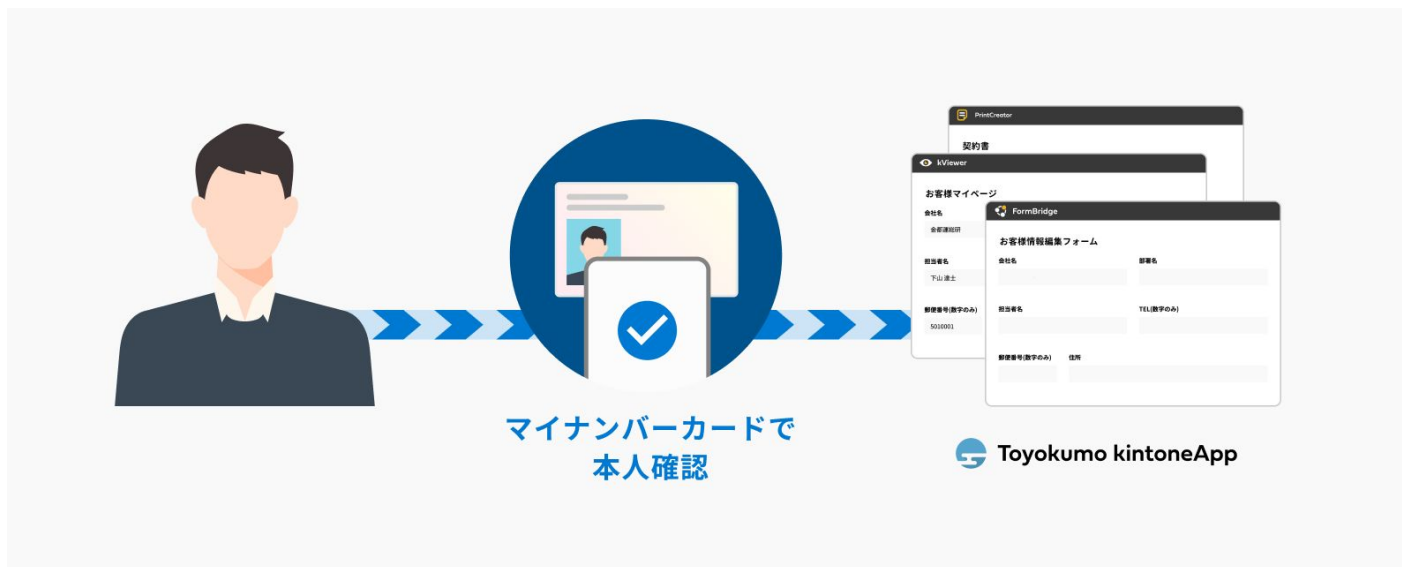 PrintCreator
契約書
kViewer
お客様マイページ
会社名
担当者名
下山 達士
郵便番号(数字のみ)
5010001
FormBridge
お客様情報編集フォーム
会社名
部署名
担当者名
TEL(数字のみ)
郵便番号(数字のみ)
住所
マイナンバーカードで
本人確認
Toyokumo kintoneApp